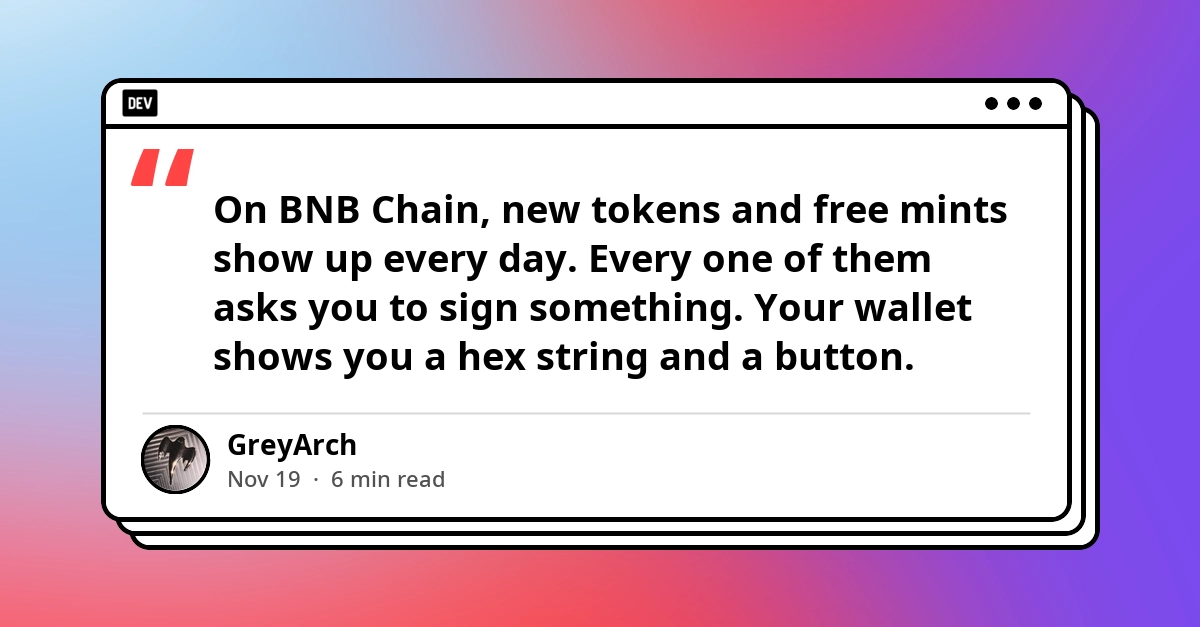 DEV
“
On BNB Chain, new tokens and free mints
show up every day. Every one of them
asks you to sign something. Your wallet
shows you a hex string and a button.
GreyArch
Nov 19 · 6 min read